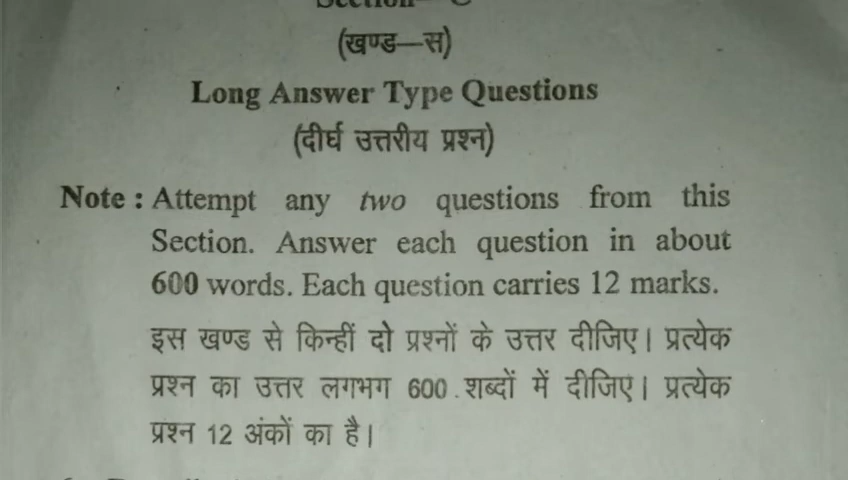 Section—C
(खण्ड—स)
Long Answer Type Questions
(दीर्घ उत्तरीय प्रश्न)
Note : Attempt any two questions from this
Section. Answer each question in about
600 words. Each question carries 12 marks.
इस खण्ड से किन्हीं दो प्रश्नों के उत्तर दीजिए। प्रत्येक
प्रश्न का उत्तर लगभग 600 शब्दों में दीजिए। प्रत्येक
प्रश्न 12 अंकों का है।